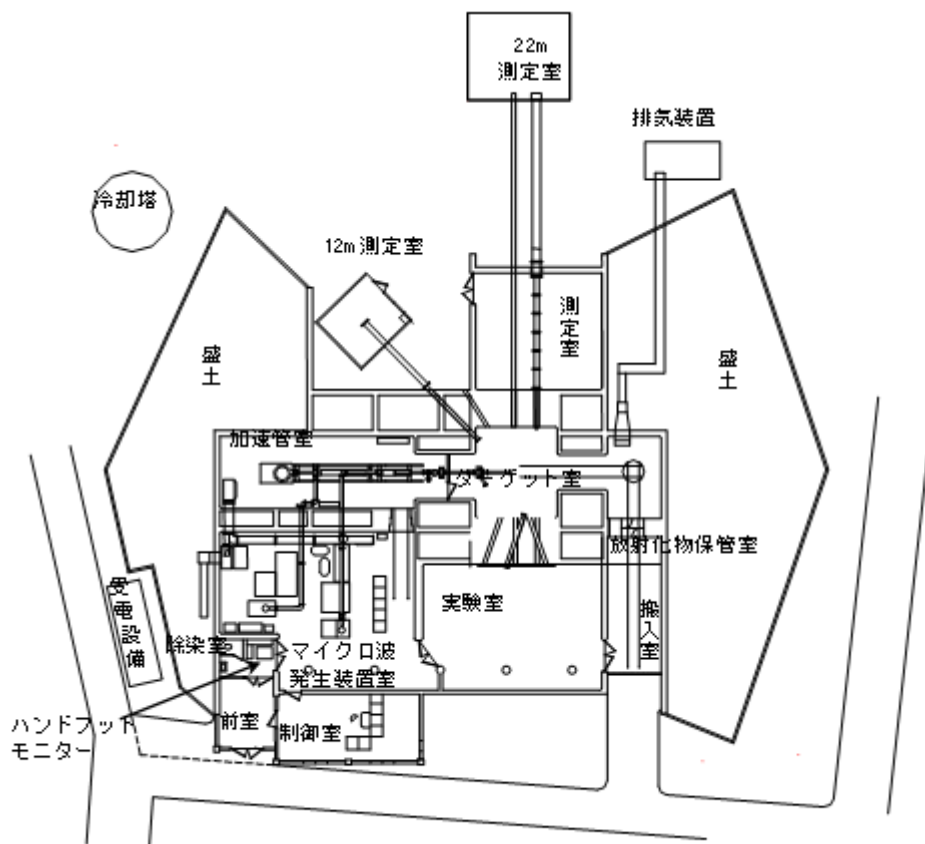 22m
測定室
排気装置
冷却塔
12m測定室
測定室
盛土
盛土
加速管室
ターゲット室
放射化物保管室
実験室
搬入室
受電設備
除染室
マイクロ波
発生装置室
ハンドフット
モニター
前室
制御室